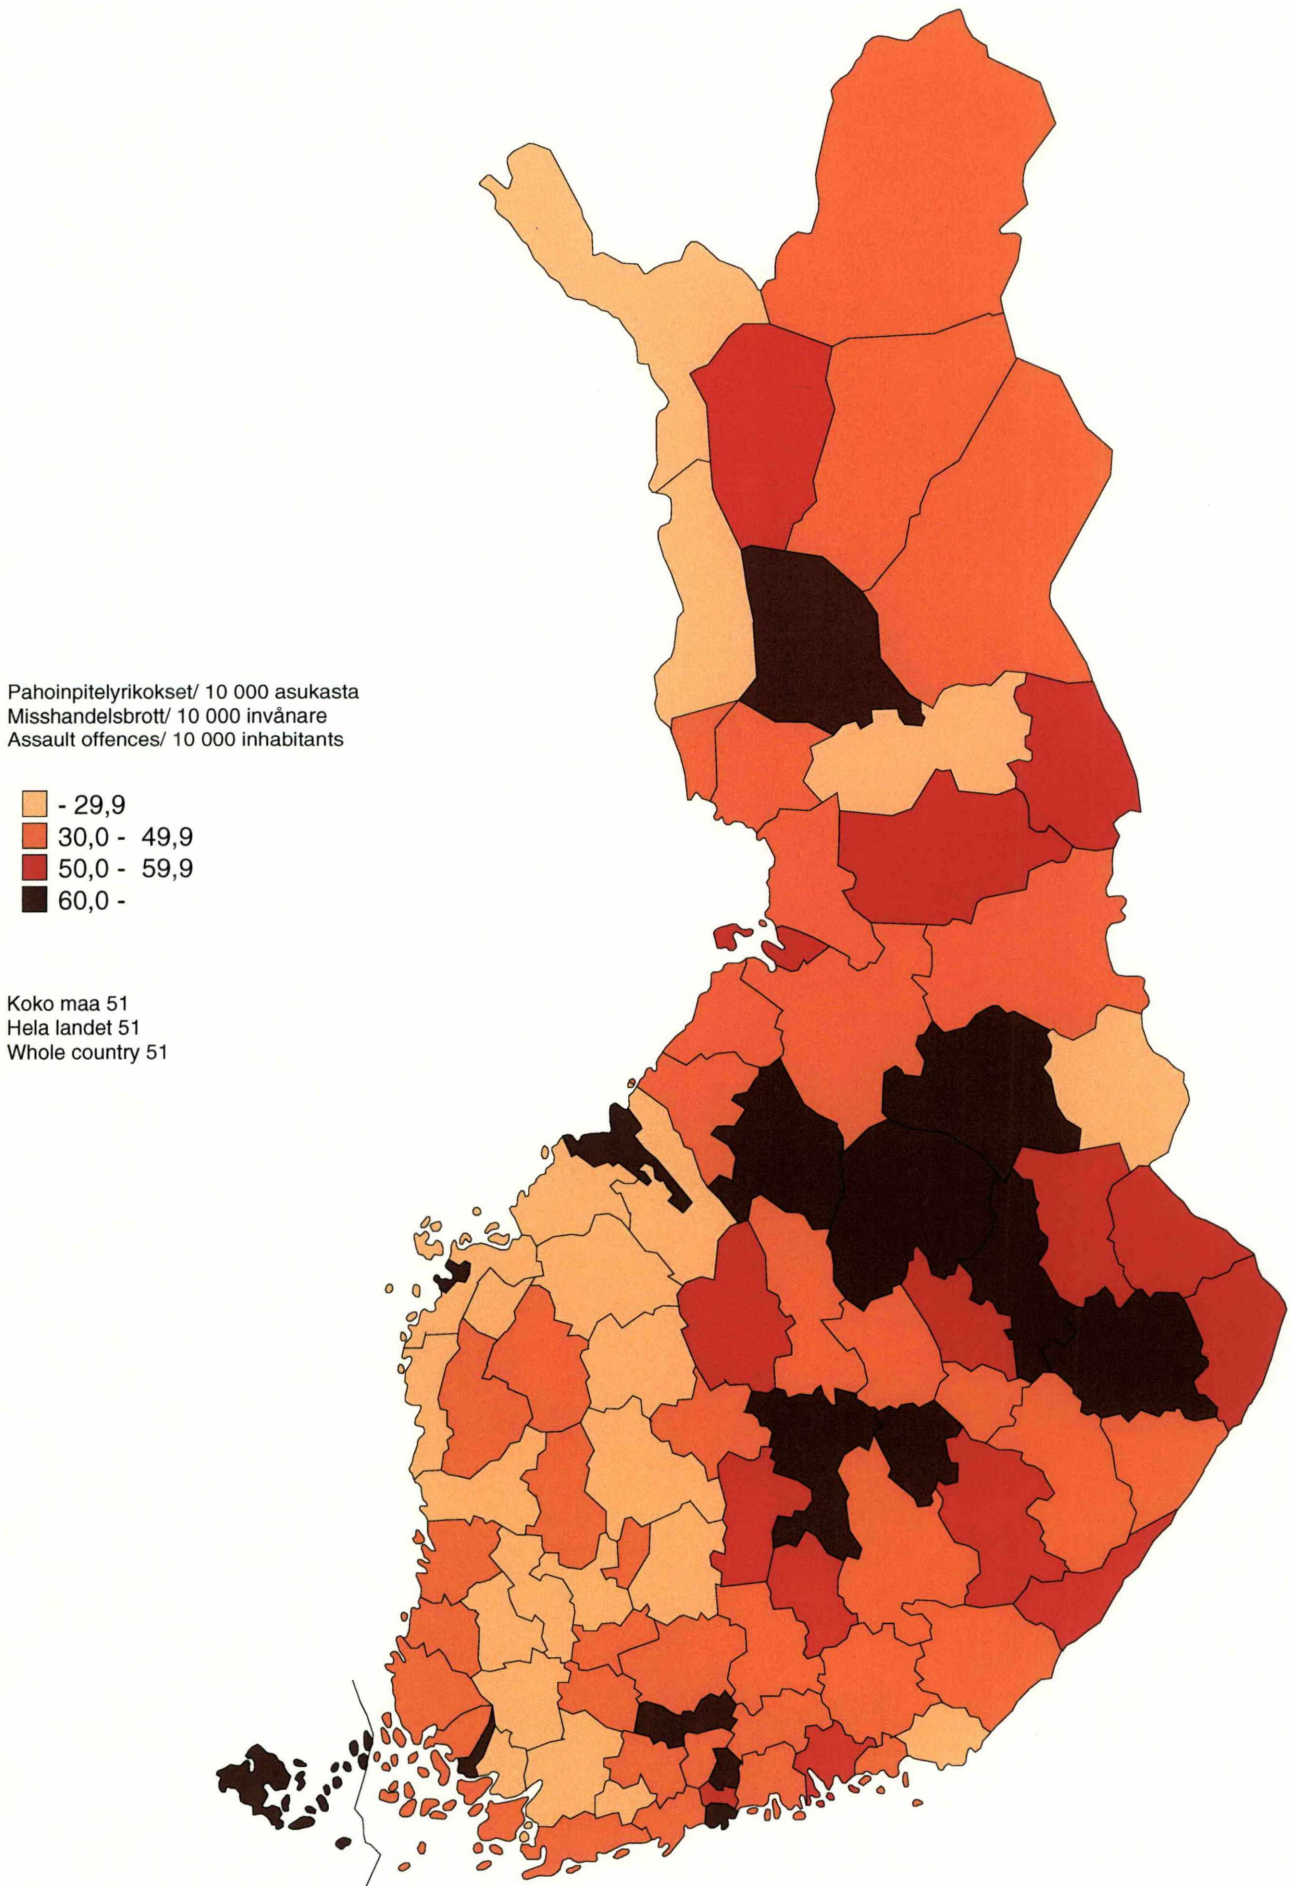 Pahoinpitelyrikokset/ 10 000 asukasta
Misshandelsbrott/ 10 000 invånare
Assault offences/ 10 000 inhabitants
- 29,9
30,0 - 49,9
50,0 - 59,9
60,0 -
Koko maa 51
Hela landet 51
Whole country 51